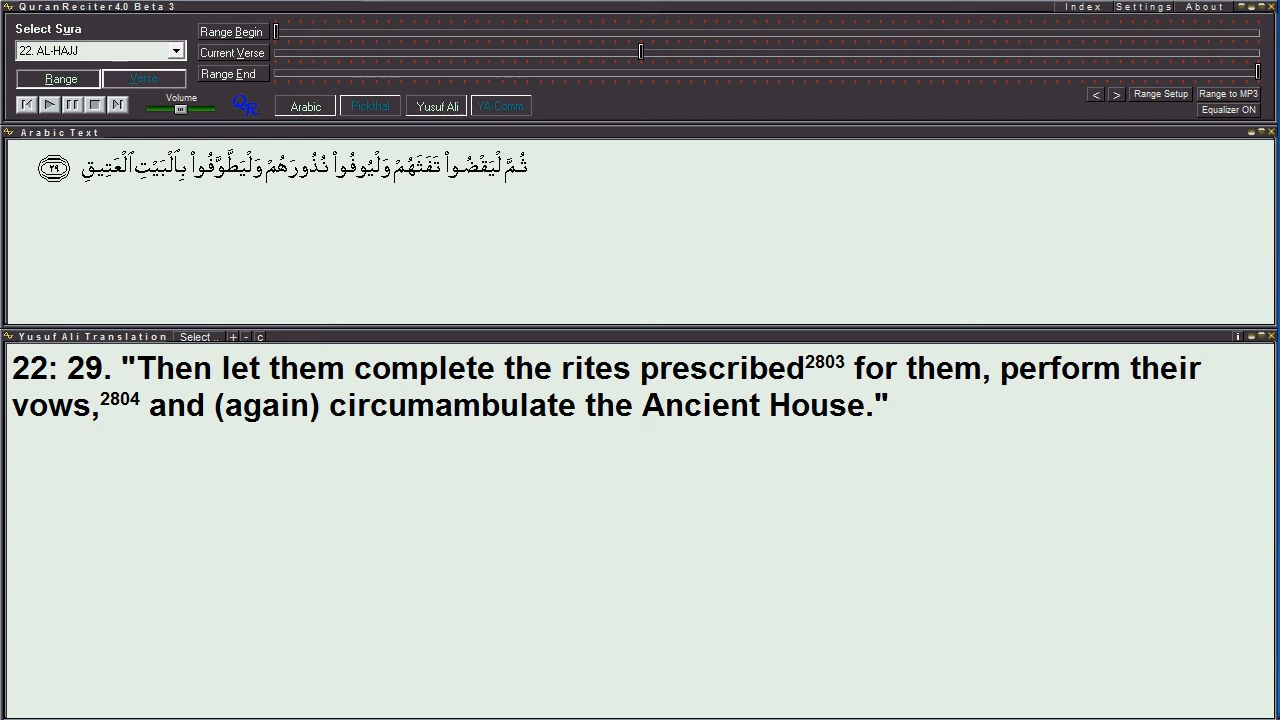 QuranReciter4.0 Beta 3
Index Settings About
Select Sura
Range Begin
22. AL-HAJJ
Current Verse
Range Verse
Range End
Volume
QR
Arabic Pickthal Yusuf Ali YA Comm.
< > Range Setup Range to MP3
Equalizer ON
Arabic Text
ثُمَّ لْيَقْضُوا۟ تَفَثَهُمْ وَلْيُوفُوا۟ نُذُورَهُمْ وَلْيَطَّوَّفُوا۟ بِٱلْبَيْتِ ٱلْعَتِيقِ ٢٩
Yusuf Ali Translation Select .. + - c i
22: 29. "Then let them complete the rites prescribed2803 for them, perform their
vows,2804 and (again) circumambulate the Ancient House."